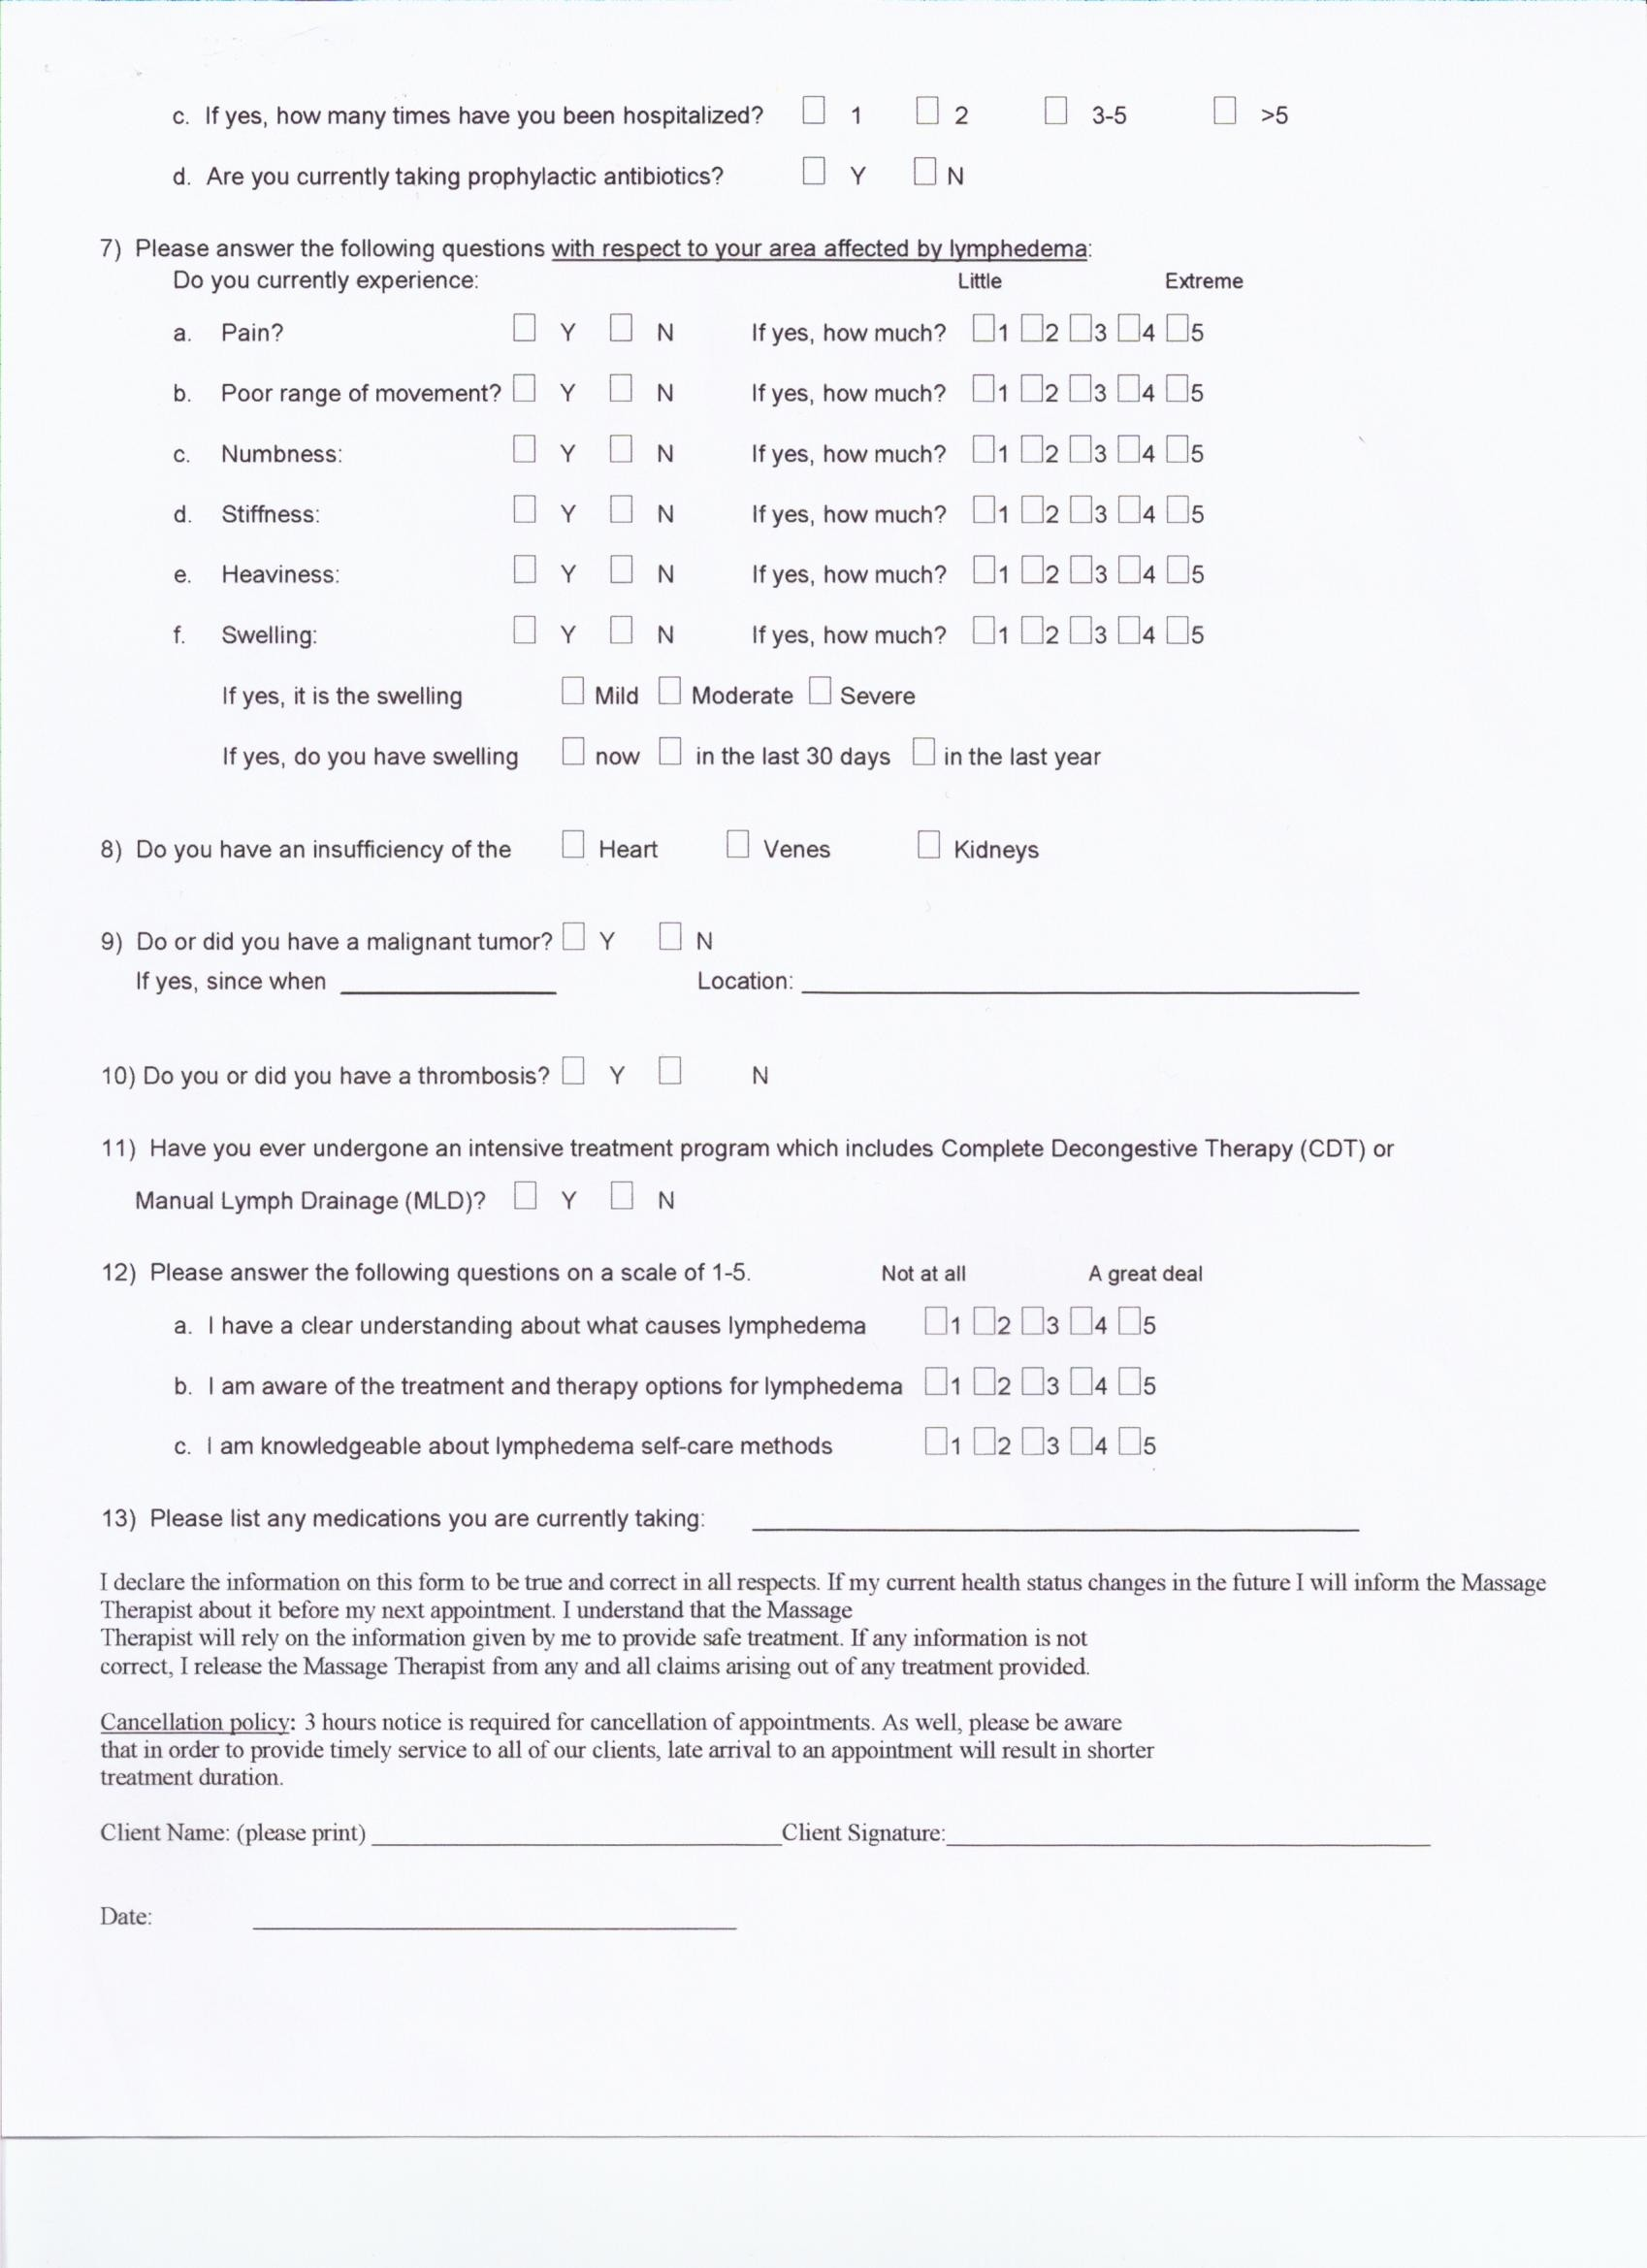 c. If yes, how many times have you been hospitalized? ☐ 1 ☐ 2 ☐ 3-5 ☐ >5
d. Are you currently taking prophylactic antibiotics? ☐ Y ☐ N
7) Please answer the following questions with respect to your area affected by lymphedema:
Do you currently experience: Little Extreme
a. Pain? ☐ Y ☐ N If yes, how much? ☐1 ☐2 ☐3 ☐4 ☐5
b. Poor range of movement? ☐ Y ☐ N If yes, how much? ☐1 ☐2 ☐3 ☐4 ☐5
c. Numbness: ☐ Y ☐ N If yes, how much? ☐1 ☐2 ☐3 ☐4 ☐5
d. Stiffness: ☐ Y ☐ N If yes, how much? ☐1 ☐2 ☐3 ☐4 ☐5
e. Heaviness: ☐ Y ☐ N If yes, how much? ☐1 ☐2 ☐3 ☐4 ☐5
f. Swelling: ☐ Y ☐ N If yes, how much? ☐1 ☐2 ☐3 ☐4 ☐5
If yes, it is the swelling ☐ Mild ☐ Moderate ☐ Severe
If yes, do you have swelling ☐ now ☐ in the last 30 days ☐ in the last year
8) Do you have an insufficiency of the ☐ Heart ☐ Venes ☐ Kidneys
9) Do or did you have a malignant tumor? ☐ Y ☐ N
If yes, since when ____________ Location: ____________
10) Do you or did you have a thrombosis? ☐ Y ☐ N
11) Have you ever undergone an intensive treatment program which includes Complete Decongestive Therapy (CDT) or
Manual Lymph Drainage (MLD)? ☐ Y ☐ N
12) Please answer the following questions on a scale of 1-5. Not at all A great deal
a. I have a clear understanding about what causes lymphedema ☐1 ☐2 ☐3 ☐4 ☐5
b. I am aware of the treatment and therapy options for lymphedema ☐1 ☐2 ☐3 ☐4 ☐5
c. I am knowledgeable about lymphedema self-care methods ☐1 ☐2 ☐3 ☐4 ☐5
13) Please list any medications you are currently taking: ____________
I declare the information on this form to be true and correct in all respects. If my current health status changes in the future I will inform the Massage
Therapist about it before my next appointment. I understand that the Massage
Therapist will rely on the information given by me to provide safe treatment. If any information is not
correct, I release the Massage Therapist from any and all claims arising out of any treatment provided.
Cancellation policy: 3 hours notice is required for cancellation of appointments. As well, please be aware
that in order to provide timely service to all of our clients, late arrival to an appointment will result in shorter
treatment duration.
Client Name: (please print) ____________Client Signature:____________
Date: ____________